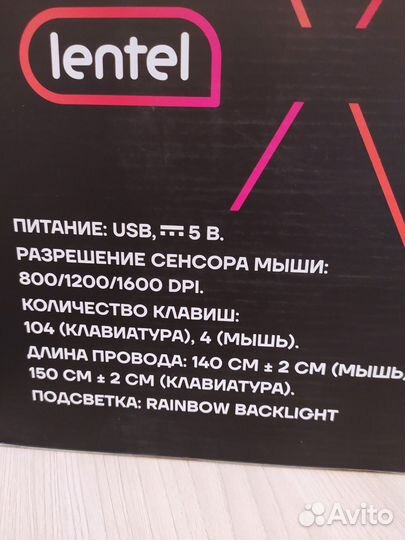 lentel
ПИТАНИЕ: USB, ⎓ 5 В.
РАЗРЕШЕНИЕ СЕНСОРА МЫШИ:
800/1200/1600 DPI.
КОЛИЧЕСТВО КЛАВИШ:
104 (КЛАВИАТУРА), 4 (МЫШЬ).
ДЛИНА ПРОВОДА: 140 СМ ± 2 СМ (МЫШЬ,
150 СМ ± 2 СМ (КЛАВИАТУРА).
ПОДСВЕТКА: RAINBOW BACKLIGHT
Avito